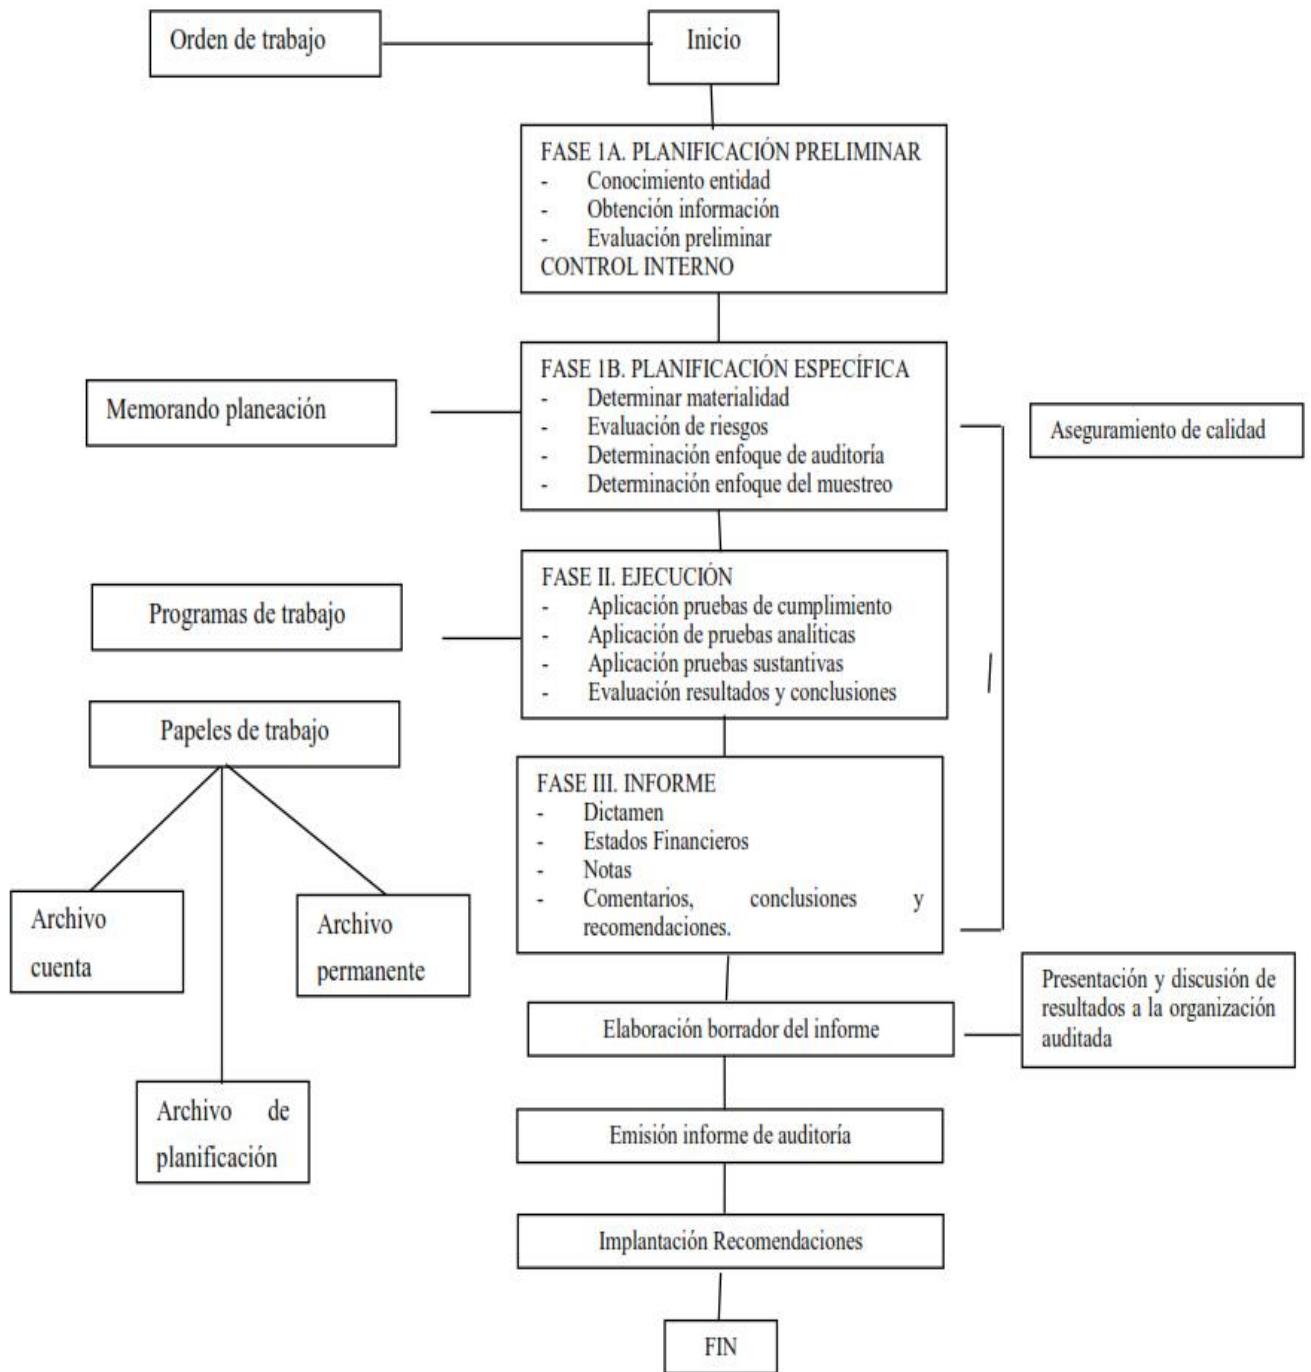 Orden de trabajo
Inicio
FASE 1A. PLANIFICACIÓN PRELIMINAR
- Conocimiento entidad
- Obtención información
- Evaluación preliminar
CONTROL INTERNO
Memorando planeación
FASE 1B. PLANIFICACIÓN ESPECÍFICA
- Determinar materialidad
- Evaluación de riesgos
- Determinación enfoque de auditoría
- Determinación enfoque del muestreo
Aseguramiento de calidad
Programas de trabajo
FASE II. EJECUCIÓN
- Aplicación pruebas de cumplimiento
- Aplicación de pruebas analíticas
- Aplicación pruebas sustantivas
- Evaluación resultados y conclusiones
Papeles de trabajo
FASE III. INFORME
- Dictamen
- Estados Financieros
- Notas
- Comentarios, conclusiones y
recomendaciones.
Archivo
cuenta
Archivo
permanente
Archivo de
planificación
Elaboración borrador del informe
Presentación y discusión de
resultados a la organización
auditada
Emisión informe de auditoría
Implantación Recomendaciones
FIN